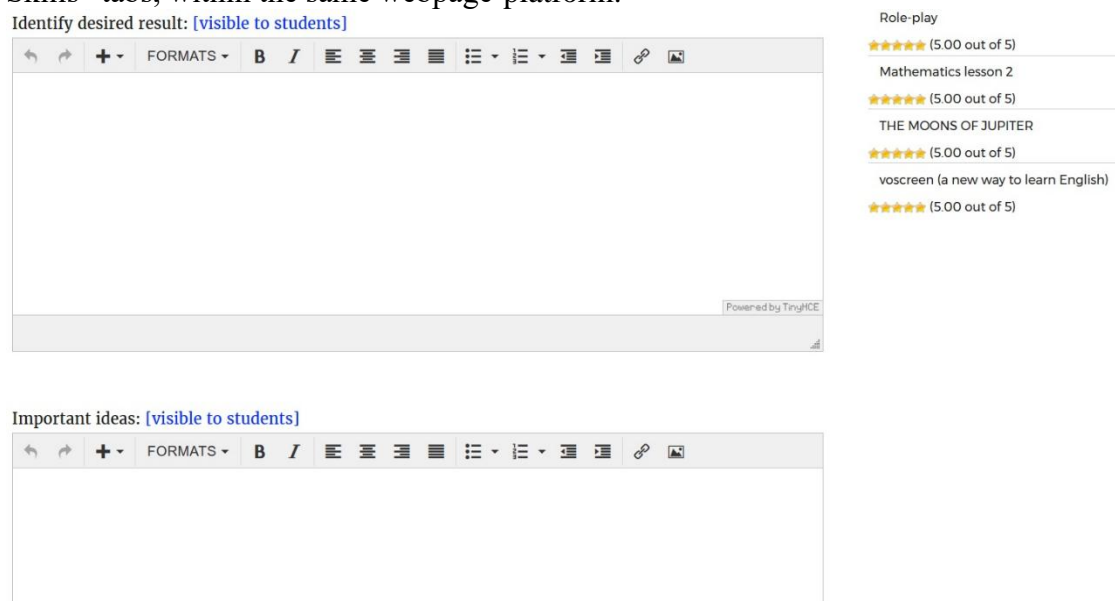 Skills" tabs, within the same webpage-platform.
Identify desired result: [visible to students]
FORMATS B I
Powered by TinyMCE
Important ideas: [visible to students]
FORMATS B I
Role-play
(5.00 out of 5)
Mathematics lesson 2
(5.00 out of 5)
THE MOONS OF JUPITER
(5.00 out of 5)
voscreen (a new way to learn English)
(5.00 out of 5)